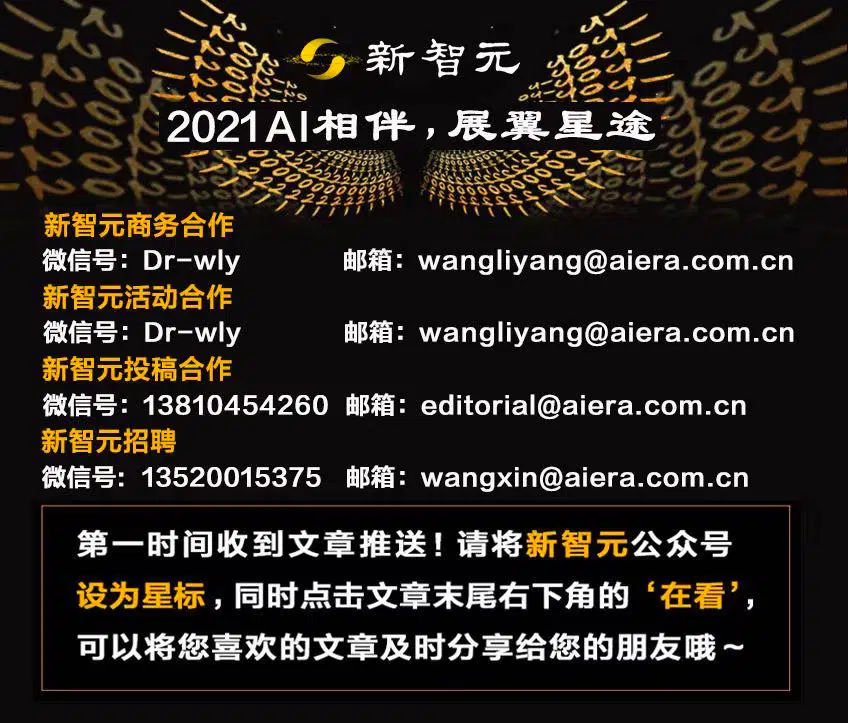 新智元
2021AI相伴,展翼星途
新智元商务合作
微信号：Dr-wly 邮箱：wangliyang@aiera.com.cn
新智元活动合作
微信号：Dr-wly 邮箱：wangliyang@aiera.com.cn
新智元投稿合作
微信号：13810454260 邮箱：editorial@aiera.com.cn
新智元招聘
微信号：13520015375 邮箱：wangxin@aiera.com.cn
第一时间收到文章推送！请将新智元公众号
设为星标，同时点击文章末尾右下角的‘在看’，
可以将您喜欢的文章及时分享给您的朋友哦～